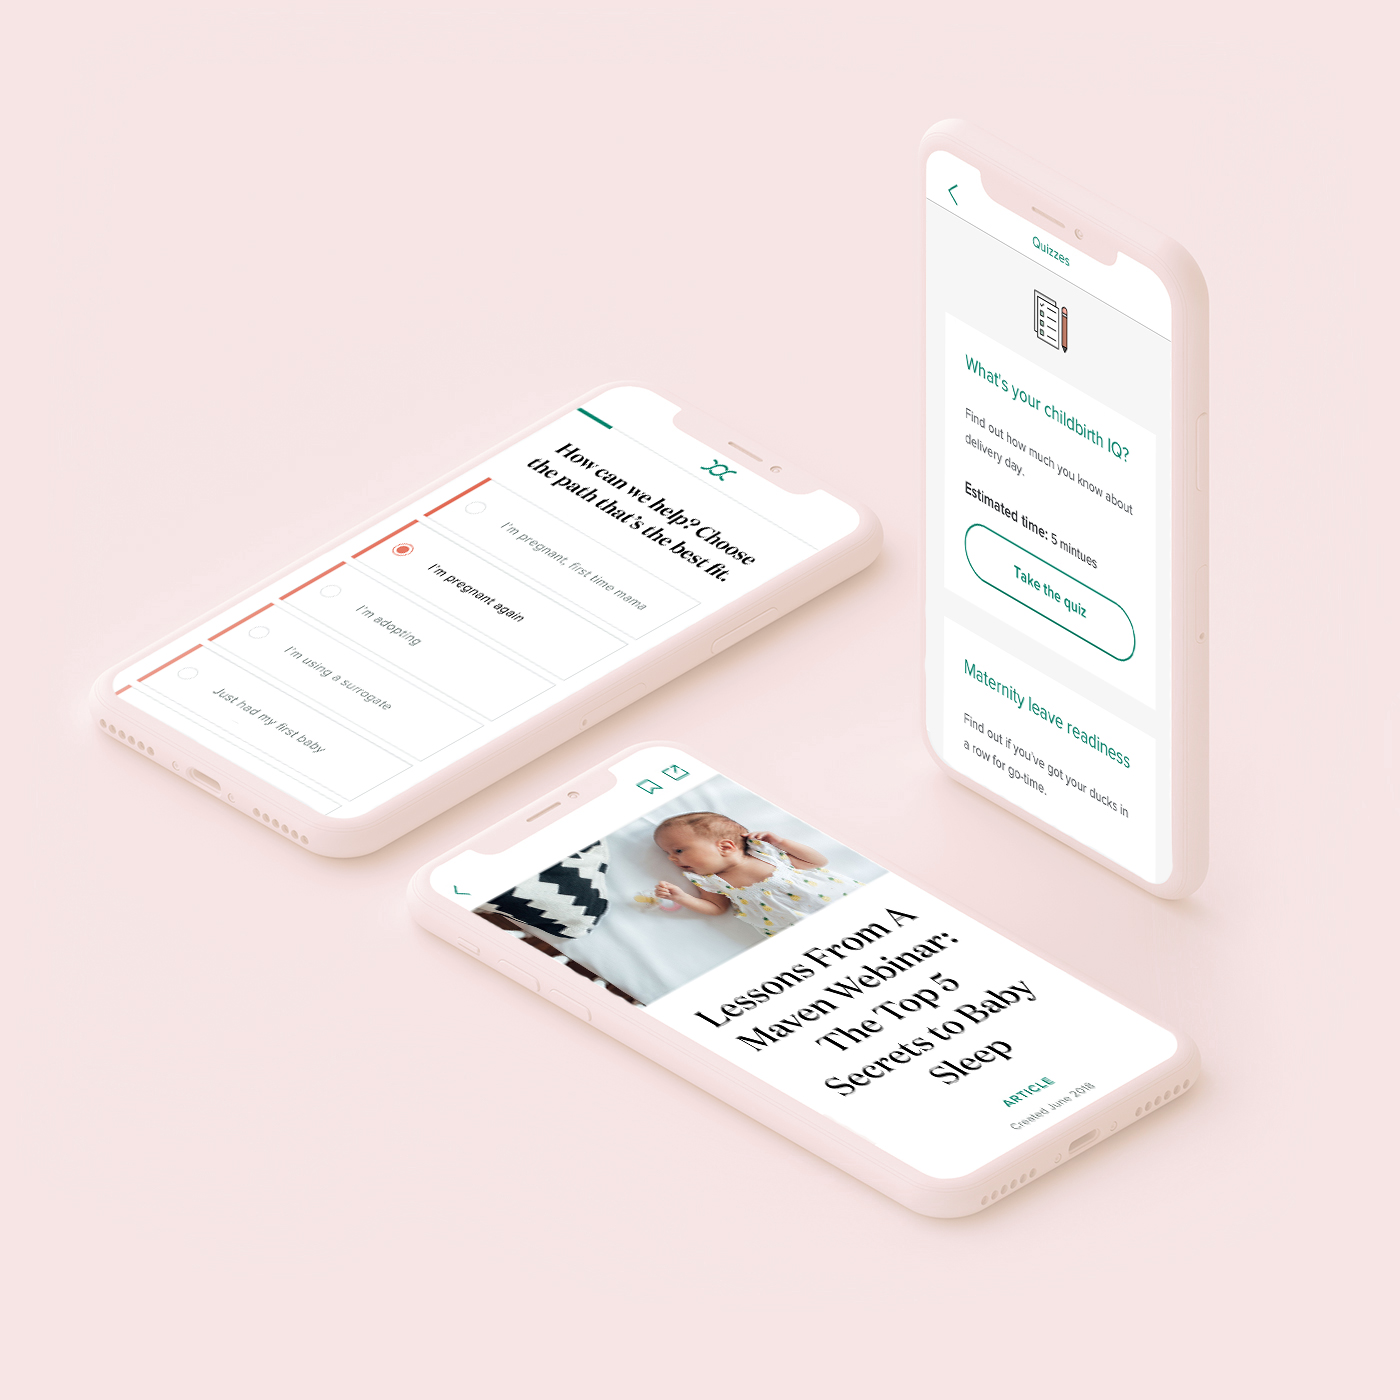 How can we help? Choose
the path that's the best fit.
I'm pregnant, first time mama
I'm pregnant again
I'm adopting
I'm using a surrogate
Just had my first baby
Quizzes
What's your childbirth IQ?
Find out how much you know about
delivery day.
Estimated time: 5 mintues
Take the quiz
Maternity leave readiness
Find out if you've got your ducks in
a row for go-time.
Lessons From A
Maven Webinar:
The Top 5
Secrets to Baby
Sleep
ARTICLE
Created June 2018